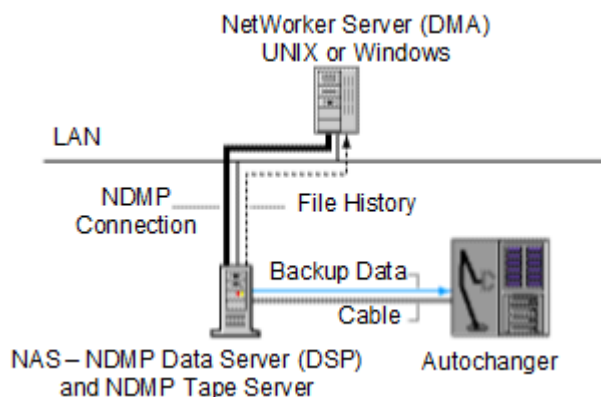 NetWorker Server (DMA)
UNIX or Windows
LAN
NDMP
Connection
File History
Backup Data
Cable
NAS – NDMP Data Server (DSP)
and NDMP Tape Server
Autochanger